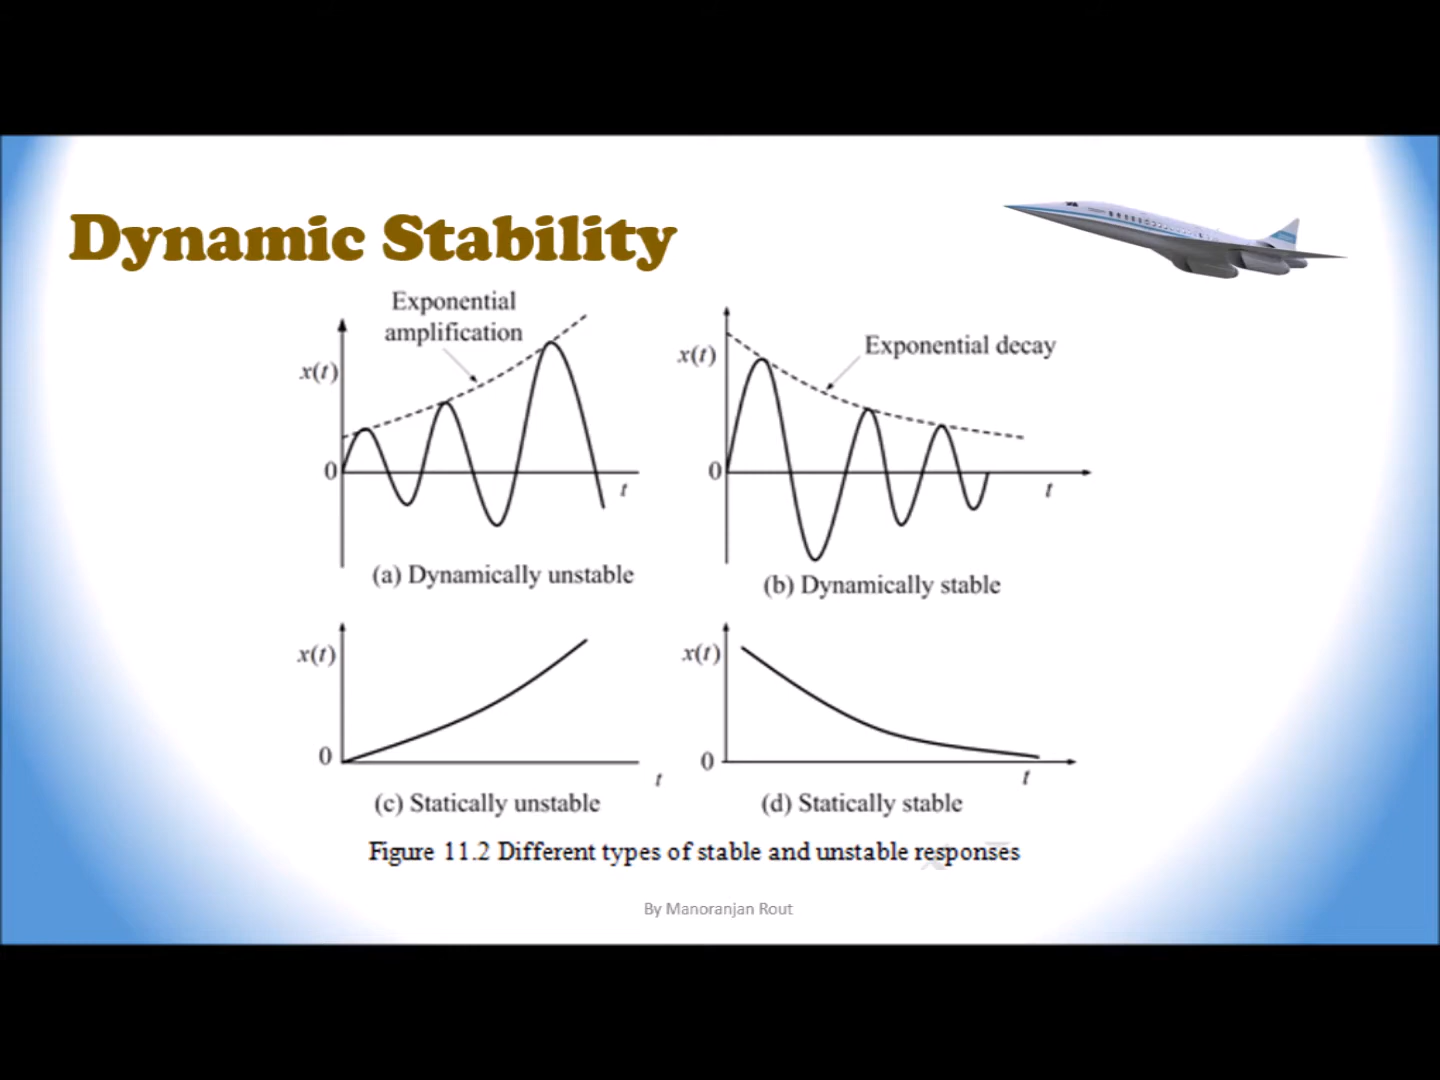 Dynamic Stability
Exponential
amplification
x(t)
0
t
(a) Dynamically unstable
Exponential decay
x(t)
0
t
(b) Dynamically stable
x(t)
0
t
(c) Statically unstable
x(t)
0
t
(d) Statically stable
Figure 11.2 Different types of stable and unstable responses
By Manoranjan Rout